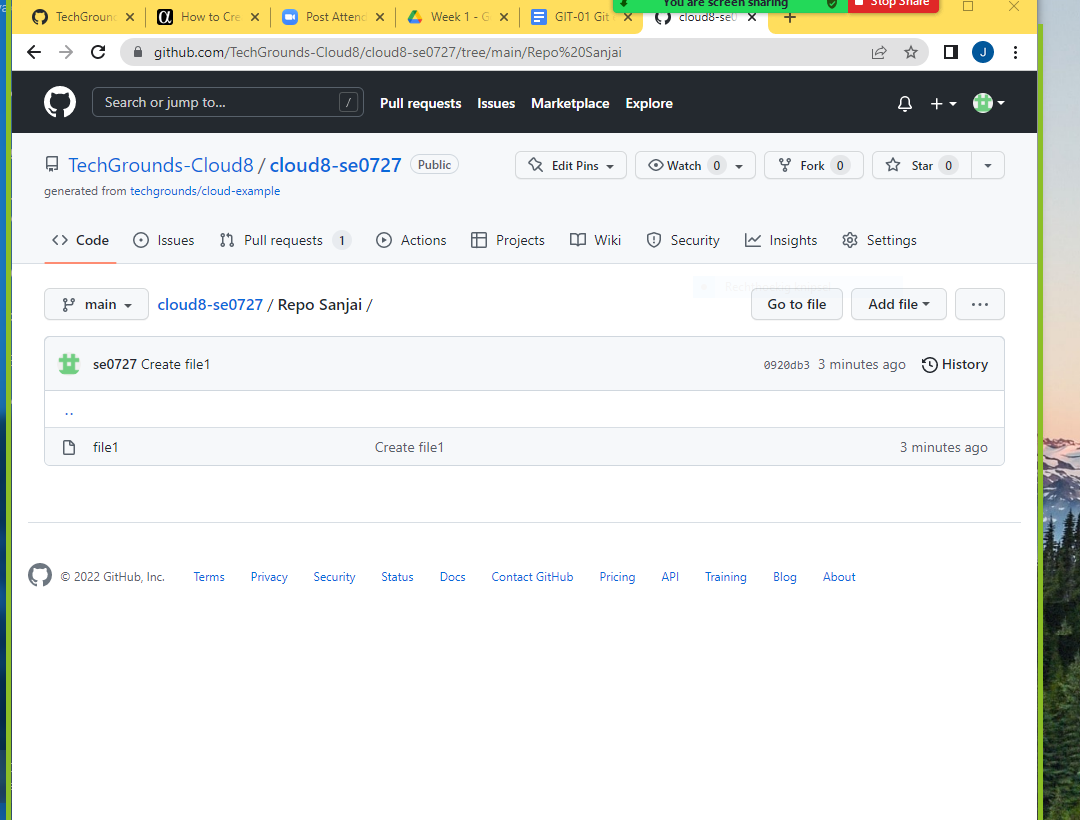 You are screen sharing Stop Share
TechGroun How to Cre Post Attend Week 1 - G GIT-01 Git cloud8-se0
github.com/TechGrounds-Cloud8/cloud8-se0727/tree/main/Repo%20Sanjai J
Search or jump to... / Pull requests Issues Marketplace Explore
TechGrounds-Cloud8 / cloud8-se0727 Public Edit Pins Watch 0 Fork 0 Star 0
generated from techgrounds/cloud-example
Code Issues Pull requests 1 Actions Projects Wiki Security Insights Settings
main cloud8-se0727 / Repo Sanjai / Go to file Add file ...
se0727 Create file1 0920db3 3 minutes ago History
..
file1 Create file1 3 minutes ago
© 2022 GitHub, Inc. Terms Privacy Security Status Docs Contact GitHub Pricing API Training Blog About